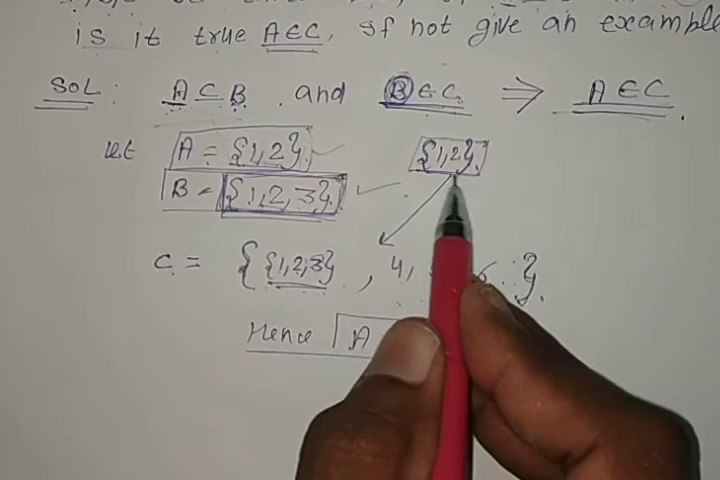 is it true A∈C, If not give an example
SOL : A ⊂ B and B ∈ C ⇒ A ∈ C.
let A = {1,2}. {1,2}.
B = {1,2,3}.
C = { {1,2,3} , 4, 6 }.
Hence A